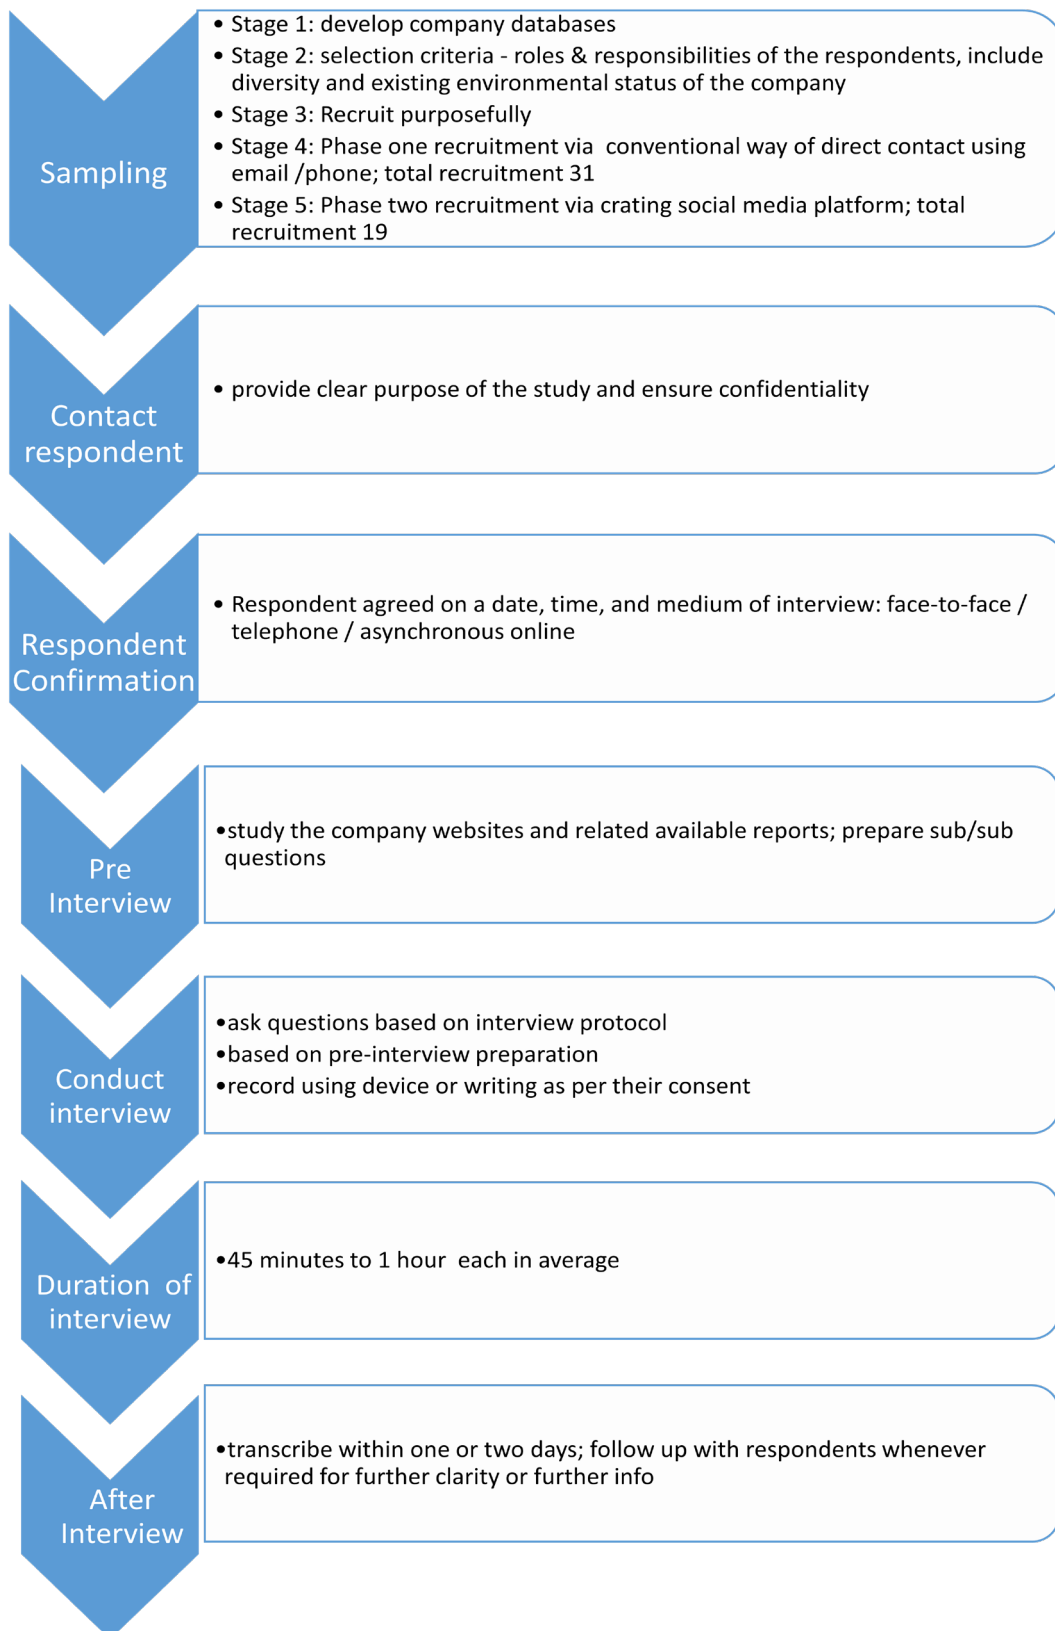 Sampling
• Stage 1: develop company databases
• Stage 2: selection criteria - roles & responsibilities of the respondents, include
diversity and existing environmental status of the company
• Stage 3: Recruit purposefully
• Stage 4: Phase one recruitment via  conventional way of direct contact using
email /phone; total recruitment 31
• Stage 5: Phase two recruitment via crating social media platform; total
recruitment 19
Contact
respondent
• provide clear purpose of the study and ensure confidentiality
Respondent
Confirmation
• Respondent agreed on a date, time, and medium of interview: face-to-face /
telephone / asynchronous online
Pre
Interview
•study the company websites and related available reports; prepare sub/sub
questions
Conduct
interview
•ask questions based on interview protocol
•based on pre-interview preparation
•record using device or writing as per their consent
Duration  of
interview
•45 minutes to 1 hour  each in average
After
Interview
•transcribe within one or two days; follow up with respondents whenever
required for further clarity or further info